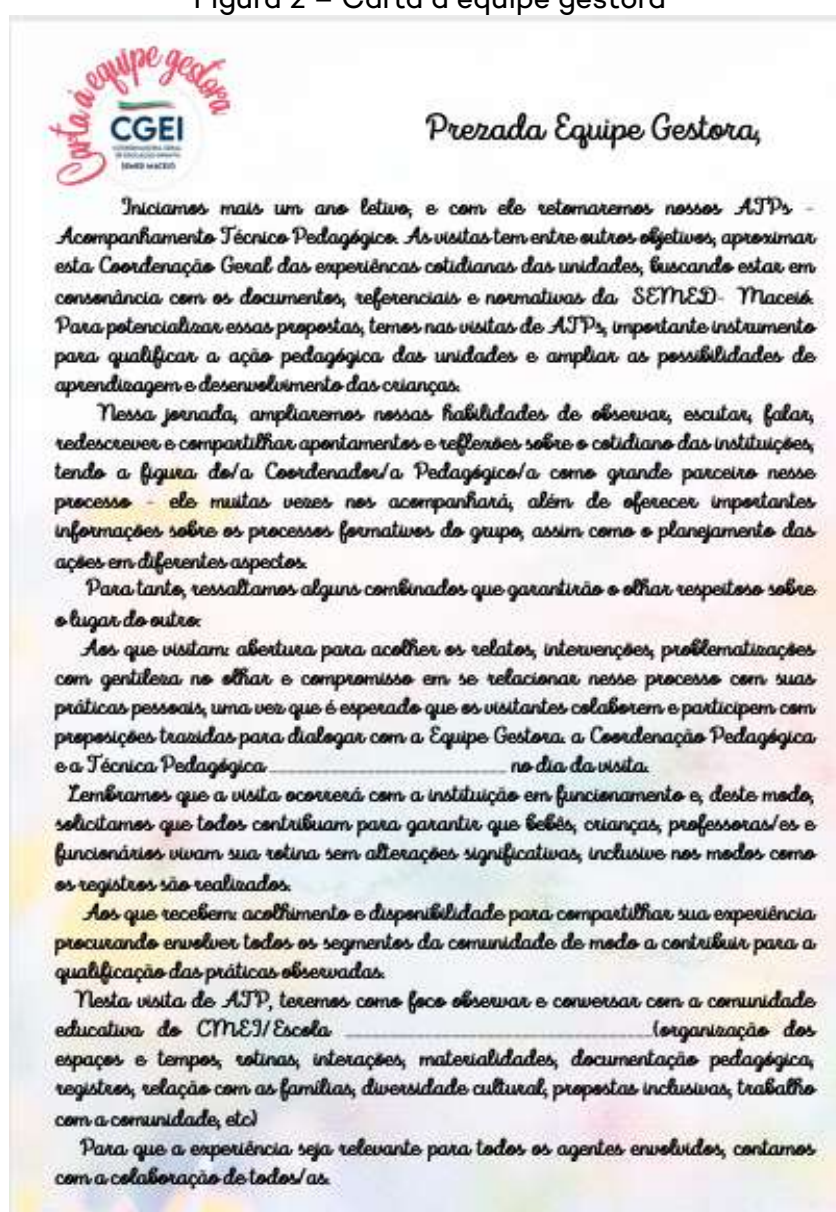 Figura 2 – Carta à equipe gestora
Carta à equipe gestora
CGEI
COORDENADORIA GERAL
DE EDUCAÇÃO INFANTIL
SEMED MACEIÓ
Prezada Equipe Gestora,
Iniciamos mais um ano letivo, e com ele retomaremos nossos ATPs -
Acompanhamento Técnico Pedagógico. As visitas tem entre outros objetivos, aproximar
esta Coordenação Geral das experiêncas cotidianas das unidades, buscando estar em
consonância com os documentos, referenciais e normativas da SEMED- Maceió.
Para potencializar essas propostas, temos nas visitas de ATPs, importante instrumento
para qualificar a ação pedagógica das unidades e ampliar as possibilidades de
aprendizagem e desenvolvimento das crianças.
Nessa jornada, ampliaremos nossas habilidades de observar, escutar, falar,
redescrever e compartilhar apontamentos e reflexões sobre o cotidiano das instituições,
tendo a figura do/a Coordenador/a Pedagógico/a como grande parceiro nesse
processo - ele muitas vezes nos acompanhará, além de oferecer importantes
informações sobre os processos formativos do grupo, assim como o planejamento das
ações em diferentes aspectos.
Para tanto, ressaltamos alguns combinados que garantirão o olhar respeitoso sobre
o lugar do outro:
Aos que visitam: abertura para acolher os relatos, intervenções, problematizações
com gentileza no olhar e compromisso em se relacionar nesse processo com suas
práticas pessoais, uma vez que é esperado que os visitantes colaborem e participem com
proposições trazidas para dialogar com a Equipe Gestora. a Coordenação Pedagógica
e a Técnica Pedagógica ______________________ no dia da visita.
Lembramos que a visita ocorrerá com a instituição em funcionamento e, deste modo,
solicitamos que todos contribuam para garantir que bebês, crianças, professoras/es e
funcionários vivam sua rotina sem alterações significativas, inclusive nos modos como
os registros são realizados.
Aos que recebem: acolhimento e disponibilidade para compartilhar sua experiência
procurando envolver todos os segmentos da comunidade de modo a contribuir para a
qualificação das práticas observadas.
Nesta visita de ATP, teremos como foco observar e conversar com a comunidade
educativa do CMEI/Escola ____________________________(organização dos
espaços e tempos, rotinas, interações, materialidades, documentação pedagógica,
registros, relação com as famílias, diversidade cultural, propostas inclusivas, trabalho
com a comunidade, etc)
Para que a experiência seja relevante para todos os agentes envolvidos, contamos
com a colaboração de todos/as.